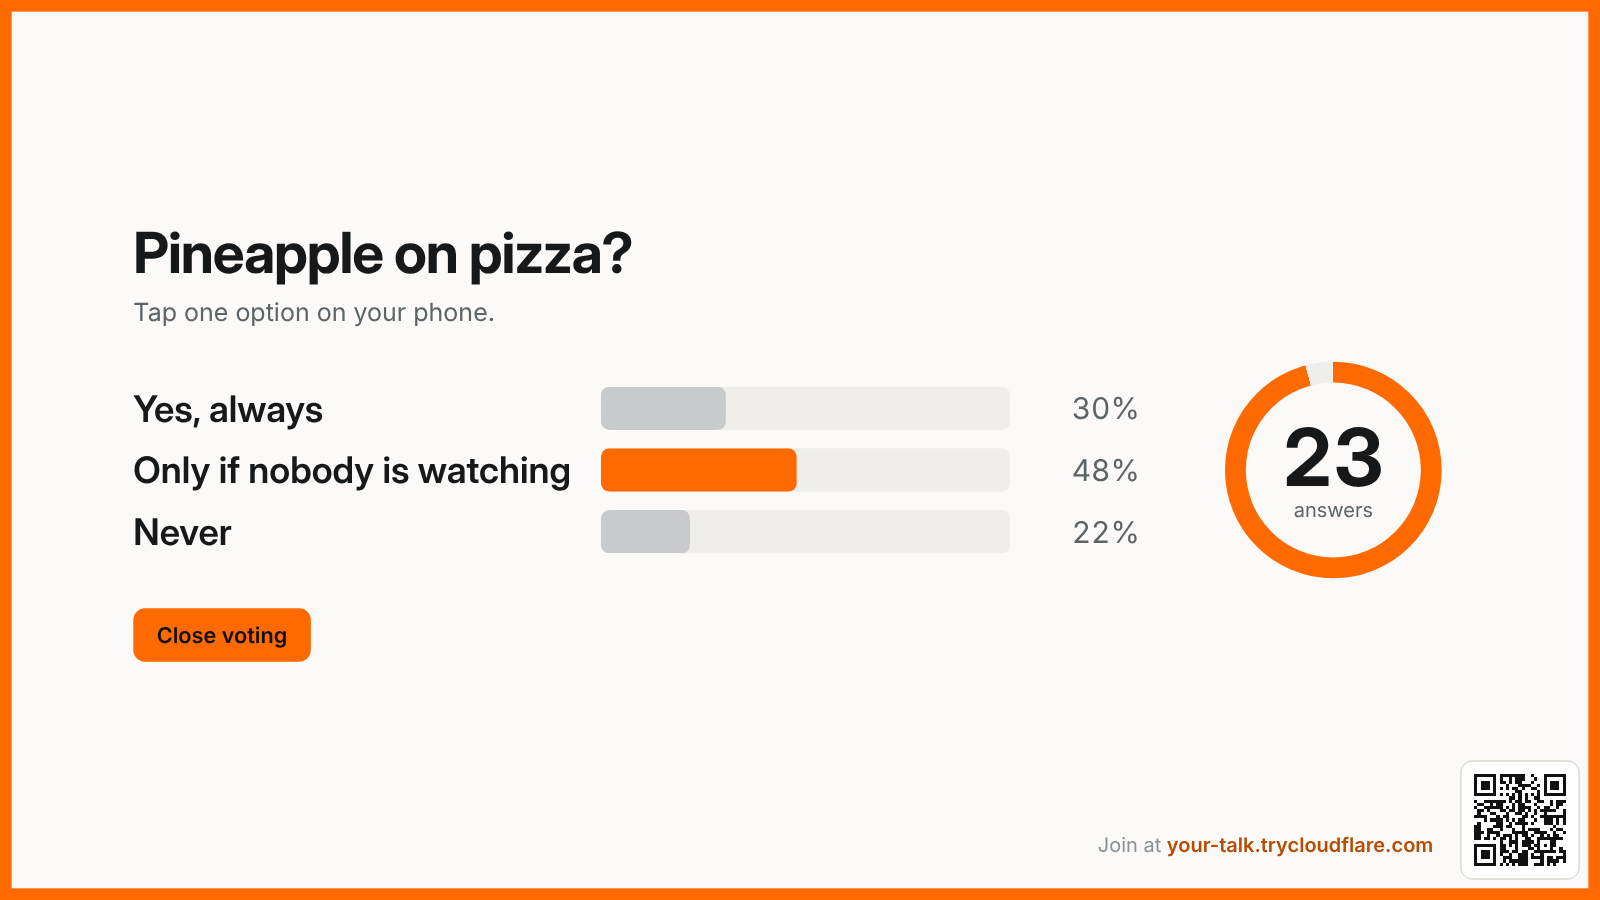 Pineapple on pizza?
Tap one option on your phone.
Yes, always 30%
Only if nobody is watching 48%
Never 22%
23
answers
Close voting
Join at your-talk.trycloudflare.com